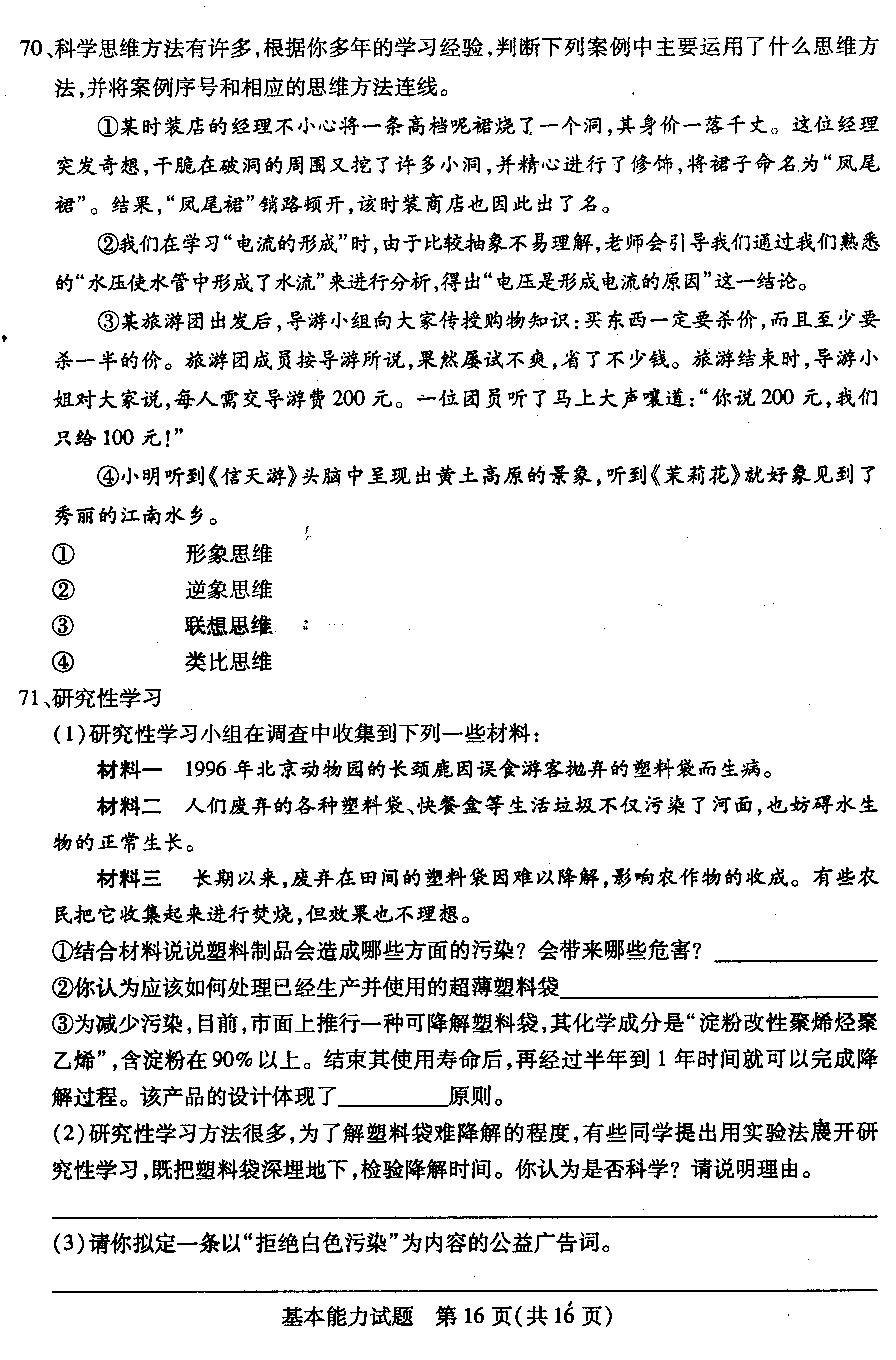 70、科学思维方法有许多,根据你多年的学习经验,判断下列案例中主要运用了什么思维方
法,并将案例序号和相应的思维方法连线。
①某时装店的经理不小心将一条高档呢裙烧了一个洞,其身价一落千丈。这位经理
突发奇想,干脆在破洞的周围又挖了许多小洞,并精心进行了修饰,将裙子命名为“凤尾
裙”。结果,“凤尾裙”销路顿开,该时装商店也因此出了名。
②我们在学习“电流的形成”时,由于比较抽象不易理解,老师会引导我们通过我们熟悉
的“水压使水管中形成了水流”来进行分析,得出“电压是形成电流的原因”这一结论。
③某旅游团出发后,导游小组向大家传授购物知识:买东西一定要杀价,而且至少要
杀一半的价。旅游团成员按导游所说,果然屡试不爽,省了不少钱。旅游结束时,导游小
姐对大家说,每人需交导游费200元。一位团员听了马上大声嚷道:“你说200元,我们
只给100元!”
④小明听到《信天游》头脑中呈现出黄土高原的景象,听到《茉莉花》就好象见到了
秀丽的江南水乡。
① 形象思维
② 逆象思维
③ 联想思维
④ 类比思维
71、研究性学习
(1)研究性学习小组在调查中收集到下列一些材料:
材料一 1996年北京动物园的长颈鹿因误食游客抛弃的塑料袋而生病。
材料二 人们废弃的各种塑料袋、快餐盒等生活垃圾不仅污染了河面,也妨碍水生
物的正常生长。
材料三 长期以来,废弃在田间的塑料袋因难以降解,影响农作物的收成。有些农
民把它收集起来进行焚烧,但效果也不理想。
①结合材料说说塑料制品会造成哪些方面的污染?会带来哪些危害?
②你认为应该如何处理已经生产并使用的超薄塑料袋
③为减少污染,目前,市面上推行一种可降解塑料袋,其化学成分是“淀粉改性聚烯烃聚
乙烯”,含淀粉在90%以上。结束其使用寿命后,再经过半年到1年时间就可以完成降
解过程。该产品的设计体现了________原则。
(2)研究性学习方法很多,为了解塑料袋难降解的程度,有些同学提出用实验法展开研
究性学习,既把塑料袋深埋地下,检验降解时间。你认为是否科学?请说明理由。
(3)请你拟定一条以“拒绝白色污染”为内容的公益广告词。
基本能力试题 第16页(共16页)